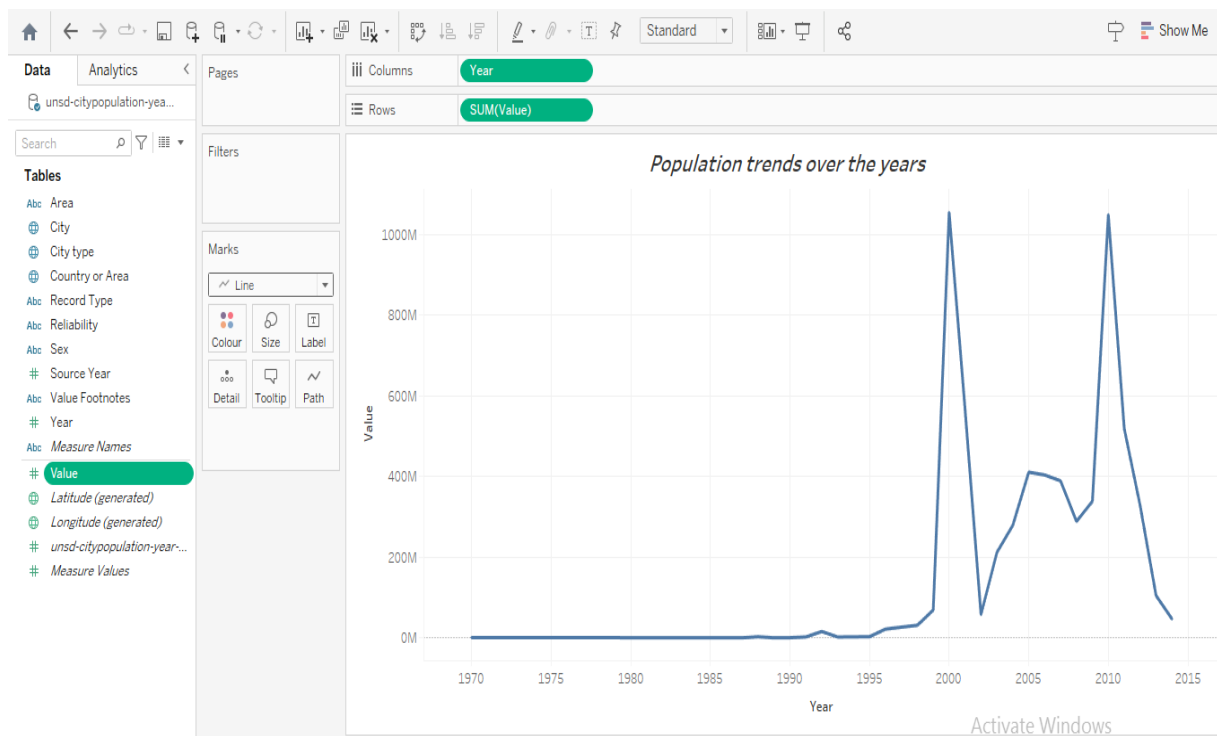 Standard
Show Me
Data
Analytics
unsd-citypopulation-yea...
Search
Tables
Abc Area
City
City type
Country or Area
Abc Record Type
Abc Reliability
Abc Sex
# Source Year
Abc Value Footnotes
# Year
Abc Measure Names
# Value
Latitude (generated)
Longitude (generated)
# unsd-citypopulation-year-...
# Measure Values
Pages
Filters
Marks
Line
Colour Size Label
Detail Tooltip Path
Columns
Year
Rows
SUM(Value)
Population trends over the years
1000M
800M
600M
400M
200M
0M
Value
1970 1975 1980 1985 1990 1995 2000 2005 2010 2015
Year
Activate Windows